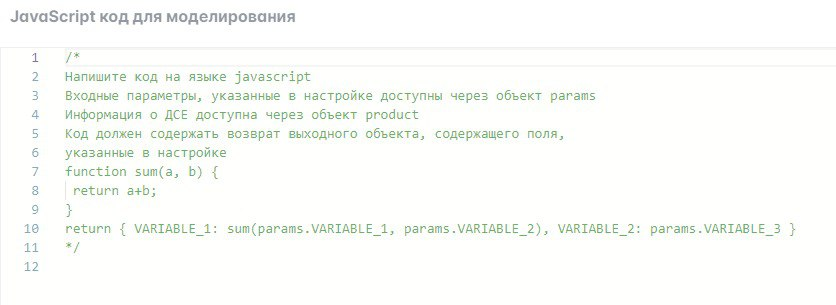 JavaScript код для моделирования
1 /*
2 Напишите код на языке javascript
3 Входные параметры, указанные в настройке доступны через объект params
4 Информация о ДСЕ доступна через объект product
5 Код должен содержать возврат выходного объекта, содержащего поля,
6 указанные в настройке
7 function sum(a, b) {
8  return a+b;
9 }
10 return { VARIABLE_1: sum(params.VARIABLE_1, params.VARIABLE_2), VARIABLE_2: params.VARIABLE_3 }
11 */
12